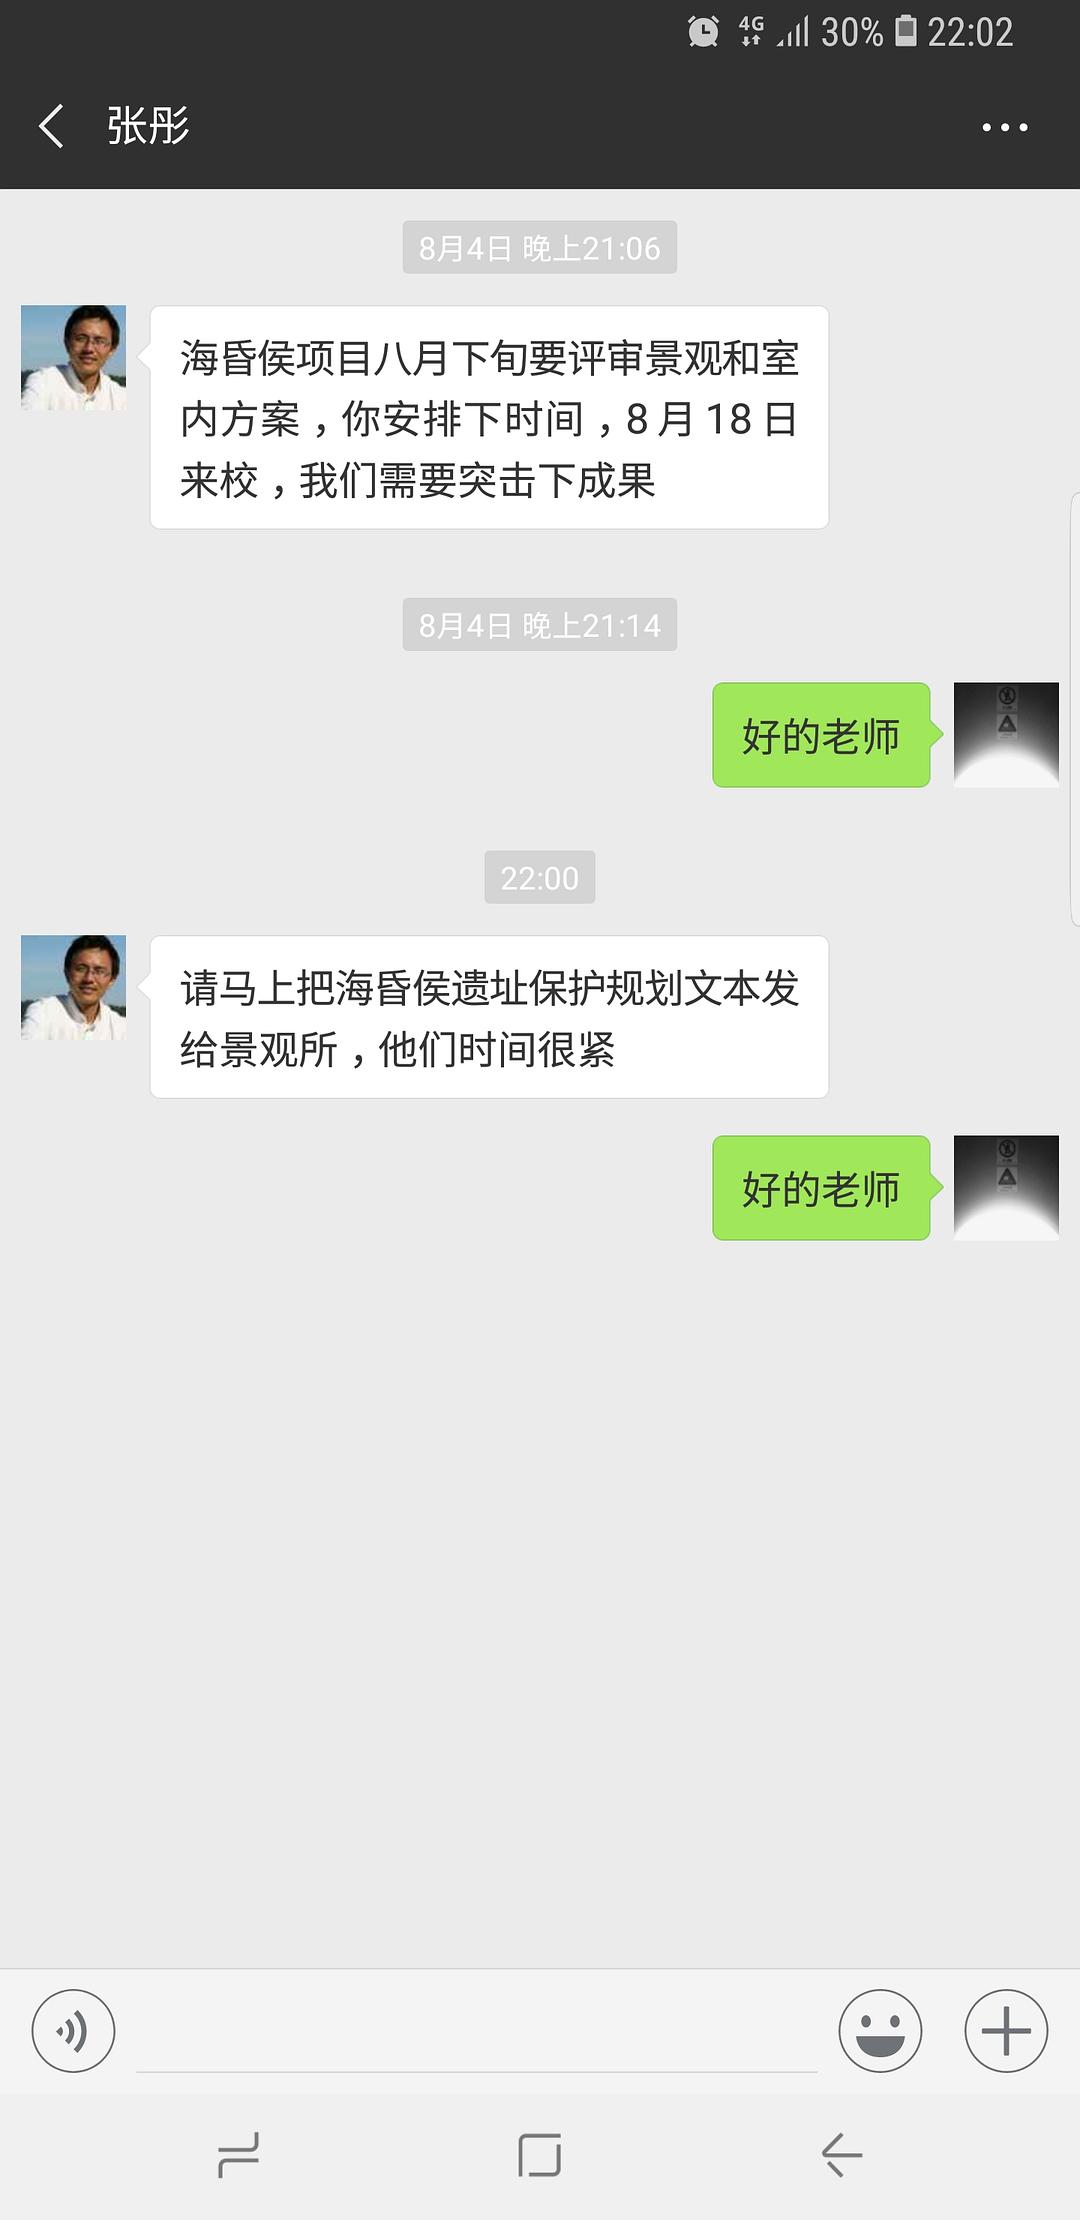 4G 30% 22:02
张彤
8月4日 晚上21:06
海昏侯项目八月下旬要评审景观和室
内方案，你安排下时间，8 月 18 日
来校，我们需要突击下成果
8月4日 晚上21:14
好的老师
22:00
请马上把海昏侯遗址保护规划文本发
给景观所，他们时间很紧
好的老师